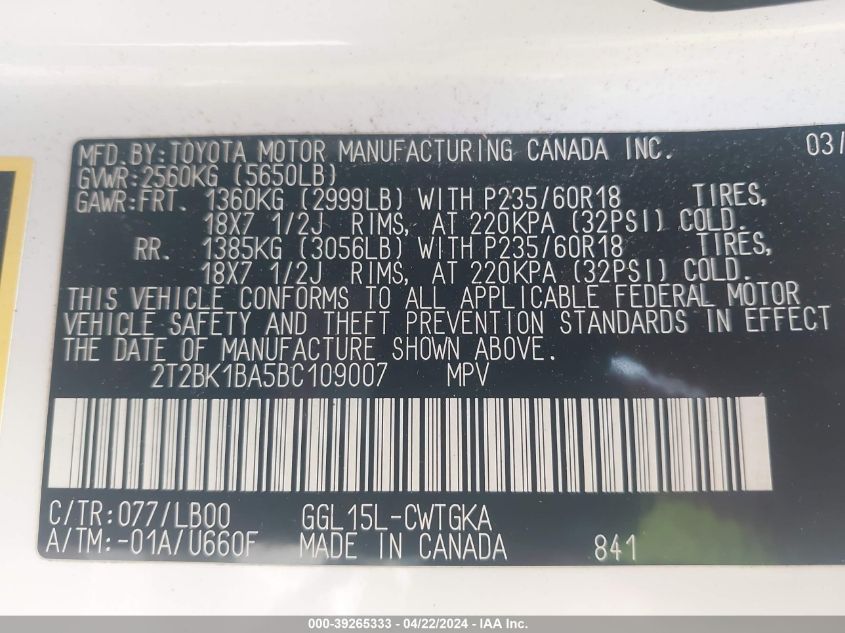 MFD.BY:TOYOTA MOTOR MANUFACTURING CANADA INC. 03/
GVWR:2560KG (5650LB)
GAWR:FRT. 1360KG (2999LB) WITH P235/60R18 TIRES,
18X7 1/2J RIMS, AT 220KPA (32PSI) COLD.
RR. 1385KG (3056LB) WITH P235/60R18 TIRES,
18X7 1/2J RIMS, AT 220KPA (32PSI) COLD.
THIS VEHICLE CONFORMS TO ALL APPLICABLE FEDERAL MOTOR
VEHICLE SAFETY AND THEFT PREVENTION STANDARDS IN EFFECT
THE DATE OF MANUFACTURE SHOWN ABOVE.
2T2BK1BA5BC109007 MPV
C/TR:077/LB00 GGL15L-CWTGKA
A/TM:-01A/U660F MADE IN CANADA 841
000-39265333 - 04/22/2024 - IAA Inc.